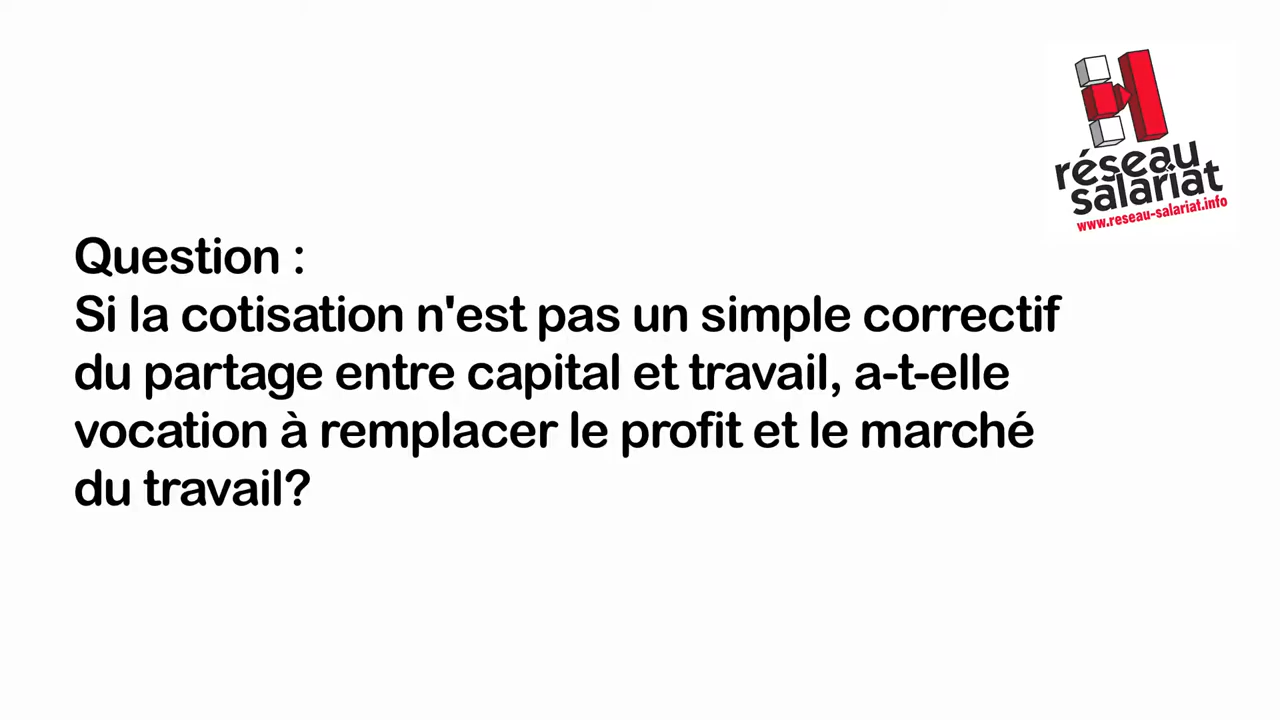 réseau
salariat
www.reseau-salariat.info
Question :
Si la cotisation n'est pas un simple correctif
du partage entre capital et travail, a-t-elle
vocation à remplacer le profit et le marché
du travail?